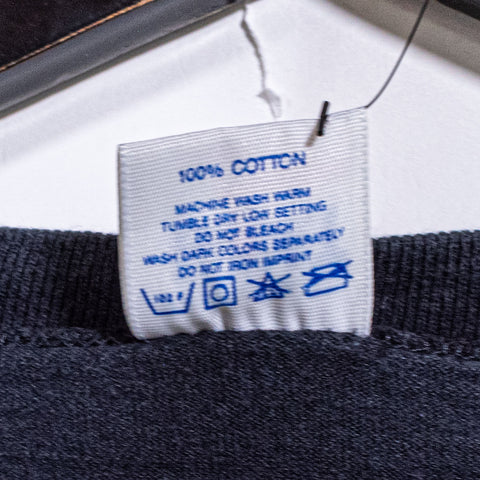 100% COTTON
MACHINE WASH WARM
TUMBLE DRY LOW SETTING
DO NOT BLEACH
WASH DARK COLORS SEPARATELY
DO NOT IRON IMPRINT
102 F